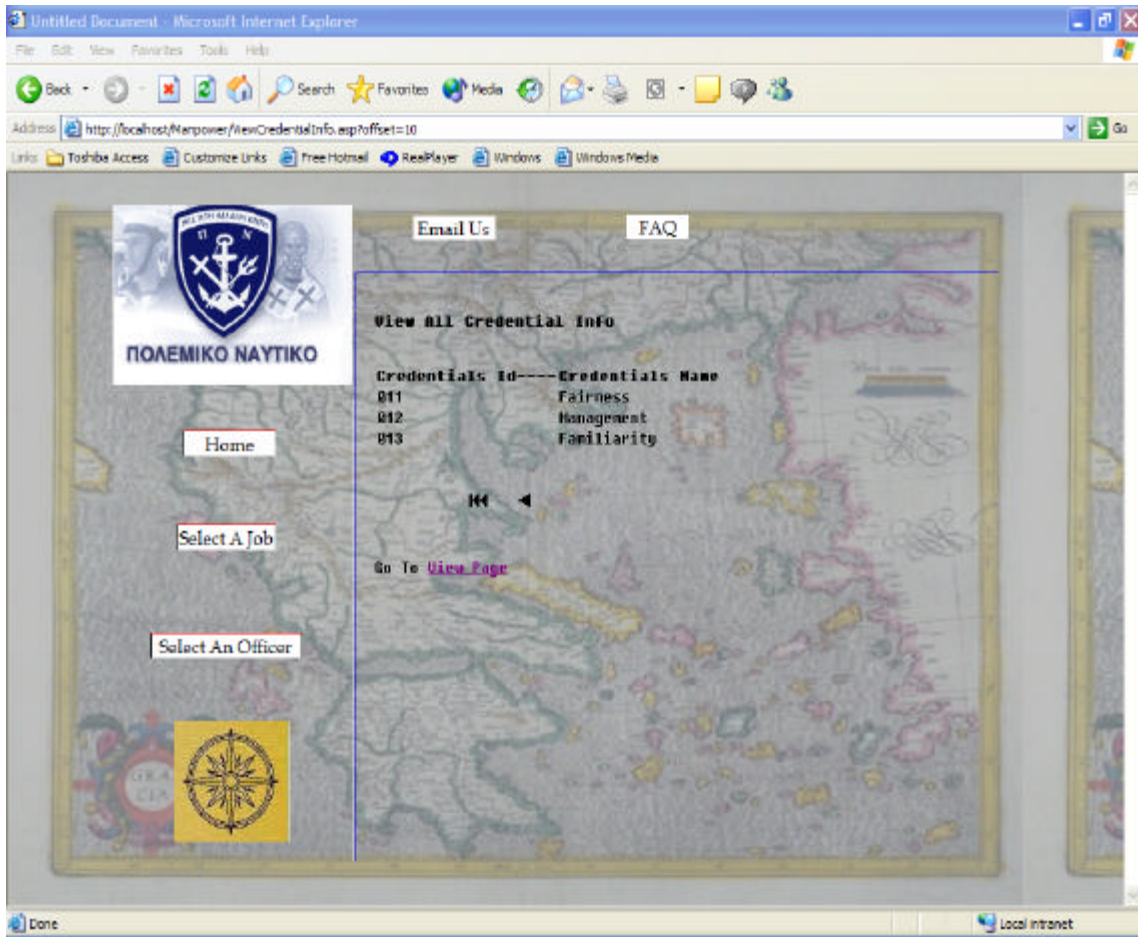 Untitled Document - Microsoft Internet Explorer
File Edit View Favorites Tools Help
Back Search Favorites Media
Address http://localhost/Manpower/ViewCredentialInfo.asp?offset=10 Go
Links Toshiba Access Customize Links Free Hotmail RealPlayer Windows Windows Media
Email Us FAQ
Π Ν
ΠΟΛΕΜΙΚΟ ΝΑΥΤΙΚΟ
View All Credential Info
Credentials Id----Credentials Name
011 Fairness
012 Management
013 Familiarity
Home
Select A Job
Go To View Page
Select An Officer
GRA
CIA
Done Local intranet